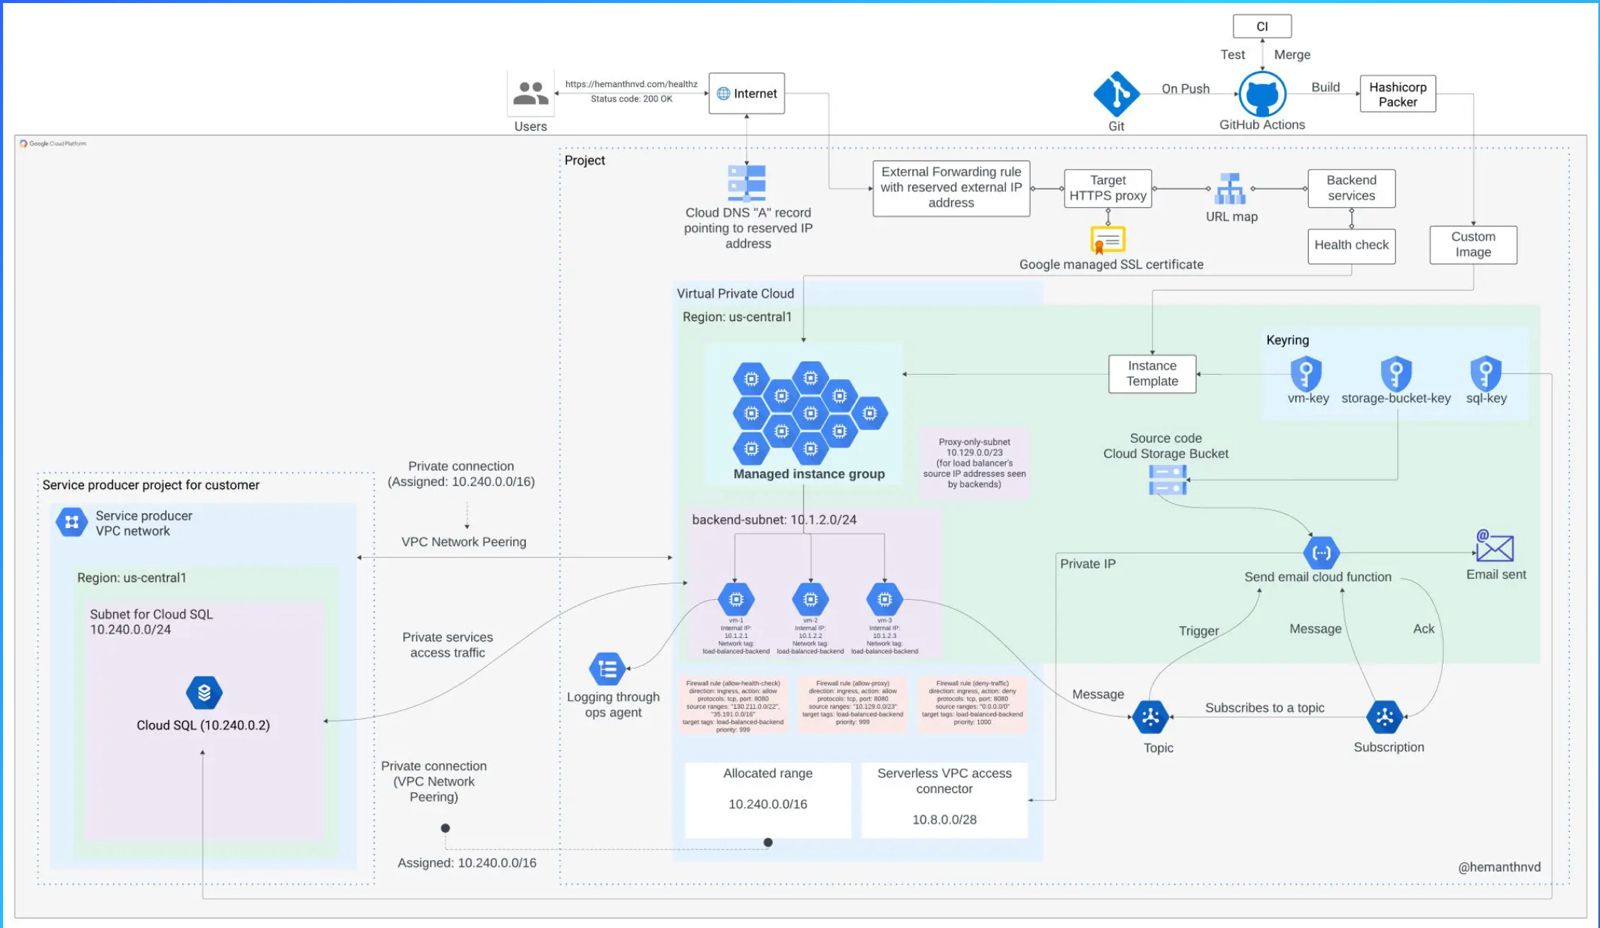 CI
Test
Merge
https://hemanthnvd.com/healthz
Status code: 200 OK
Internet
On Push
Build
Hashicorp
Packer
Users
Git
GitHub Actions
Google Cloud Platform
Project
External Forwarding rule
with reserved external IP
address
Target
HTTPS proxy
URL map
Backend
services
Cloud DNS "A" record
pointing to reserved IP
address
Google managed SSL certificate
Health check
Custom
Image
Virtual Private Cloud
Region: us-central1
Keyring
Instance
Template
vm-key
storage-bucket-key
sql-key
Managed instance group
Proxy-only-subnet
10.129.0.0/23
(for load balancer's
source IP addresses seen
by backends)
Source code
Cloud Storage Bucket
Private connection
(Assigned: 10.240.0.0/16)
VPC Network Peering
Service producer project for customer
Service producer
VPC network
Region: us-central1
Subnet for Cloud SQL
10.240.0.0/24
Cloud SQL (10.240.0.2)
Private services
access traffic
backend-subnet: 10.1.2.0/24
vm-1
Internal IP:
10.1.2.1
Network tag:
load-balanced-backend
vm-2
Internal IP:
10.1.2.2
Network tag:
load-balanced-backend
vm-3
Internal IP:
10.1.2.3
Network tag:
load-balanced-backend
Private IP
Send email cloud function
@
Email sent
Trigger
Message
Ack
Logging through
ops agent
Firewall rule (allow-health-check)
direction: ingress, action: allow
protocols: tcp, port: 8080
source ranges: "130.211.0.0/22",
"35.191.0.0/16"
target tags: load-balanced-backend
priority: 999
Firewall rule (allow-proxy)
direction: ingress, action: allow
protocols: tcp, port: 8080
source ranges: "10.129.0.0/23"
target tags: load-balanced-backend
priority: 999
Firewall rule (deny-traffic)
direction: ingress, action: deny
protocols: tcp, port: 8080
source ranges: "0.0.0.0/0"
target tags: load-balanced-backend
priority: 1000
Message
Subscribes to a topic
Topic
Subscription
Private connection
(VPC Network
Peering)
Assigned: 10.240.0.0/16
Allocated range
10.240.0.0/16
Serverless VPC access
connector
10.8.0.0/28
@hemanthnvd